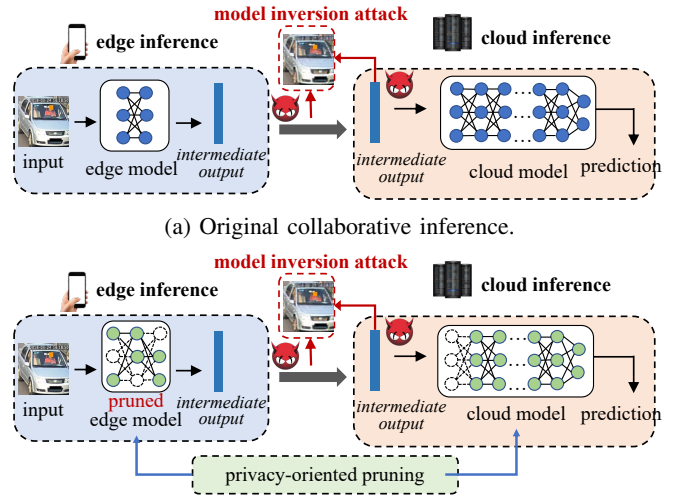 model inversion attack
edge inference
cloud inference
input
edge model
intermediate
output
intermediate
output
cloud model
prediction
(a) Original collaborative inference.
model inversion attack
edge inference
cloud inference
input
pruned
edge model
intermediate
output
intermediate
output
cloud model
prediction
privacy-oriented pruning